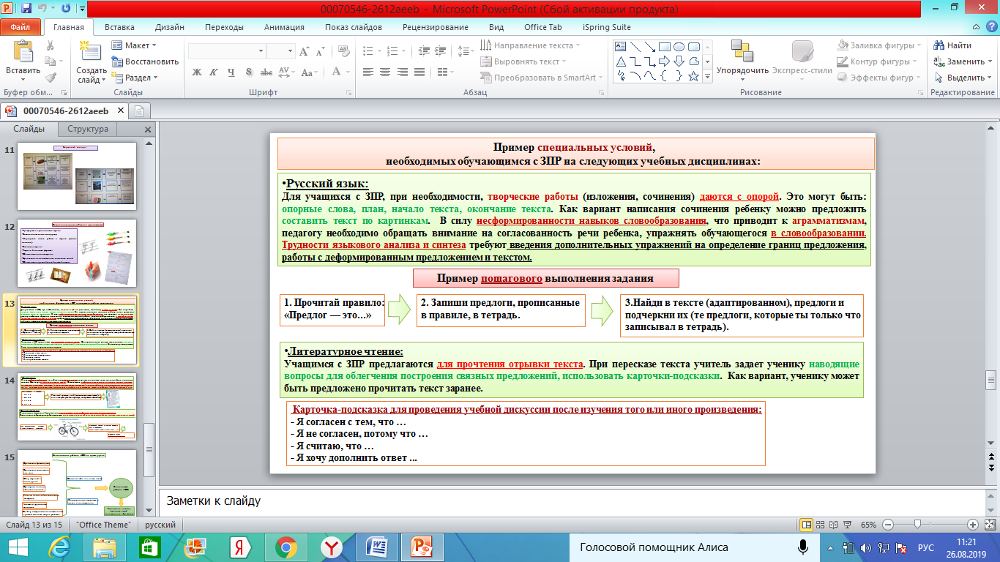 00070546-2612aeeb - Microsoft PowerPoint (Сбой активации продукта)
Файл Главная Вставка Дизайн Переходы Анимация Показ слайдов Рецензирование Вид Office Tab iSpring Suite
Вставить
Буфер обм...
Создать слайд
Макет
Восстановить
Раздел
Слайды
Ж К Ч S abc AV Aa А
Шрифт
Направление текста
Выровнять текст
Преобразовать в SmartArt
Абзац
Упорядочить
Экспресс-стили
Заливка фигуры
Контур фигуры
Эффекты фигур
Рисование
Найти
Заменить
Выделить
Редактирование
00070546-2612aeeb
Слайды Структура
11
12
13
14
15
Пример специальных условий,
необходимых обучающимся с ЗПР на следующих учебных дисциплинах:
•Русский язык:
Для учащихся с ЗПР, при необходимости, творческие работы (изложения, сочинения) даются с опорой. Это могут быть:
опорные слова, план, начало текста, окончание текста. Как вариант написания сочинения ребенку можно предложить
составить текст по картинкам. В силу несформированности навыков словообразования, что приводит к аграмматизмам,
педагогу необходимо обращать внимание на согласованность речи ребенка, упражнять обучающегося в словообразовании.
Трудности языкового анализа и синтеза требуют введения дополнительных упражнений на определение границ предложения,
работы с деформированным предложением и текстом.
Пример пошагового выполнения задания
1. Прочитай правило:
«Предлог — это...»
2. Запиши предлоги, прописанные
в правиле, в тетрадь.
3.Найди в тексте (адаптированном), предлоги и
подчеркни их (те предлоги, которые ты только что
записывал в тетрадь).
•Литературное чтение:
Учащимся с ЗПР предлагаются для прочтения отрывки текста. При пересказе текста учитель задает ученику наводящие
вопросы для облегчения построения связных предложений, использовать карточки-подсказки. Как вариант, ученику может
быть предложено прочитать текст заранее.
Карточка-подсказка для проведения учебной дискуссии после изучения того или иного произведения:
- Я согласен с тем, что …
- Я не согласен, потому что …
- Я считаю, что …
- Я хочу дополнить ответ ...
Заметки к слайду
Слайд 13 из 15 "Office Theme" русский 65%
Голосовой помощник Алиса
РУС
11:21
26.08.2019